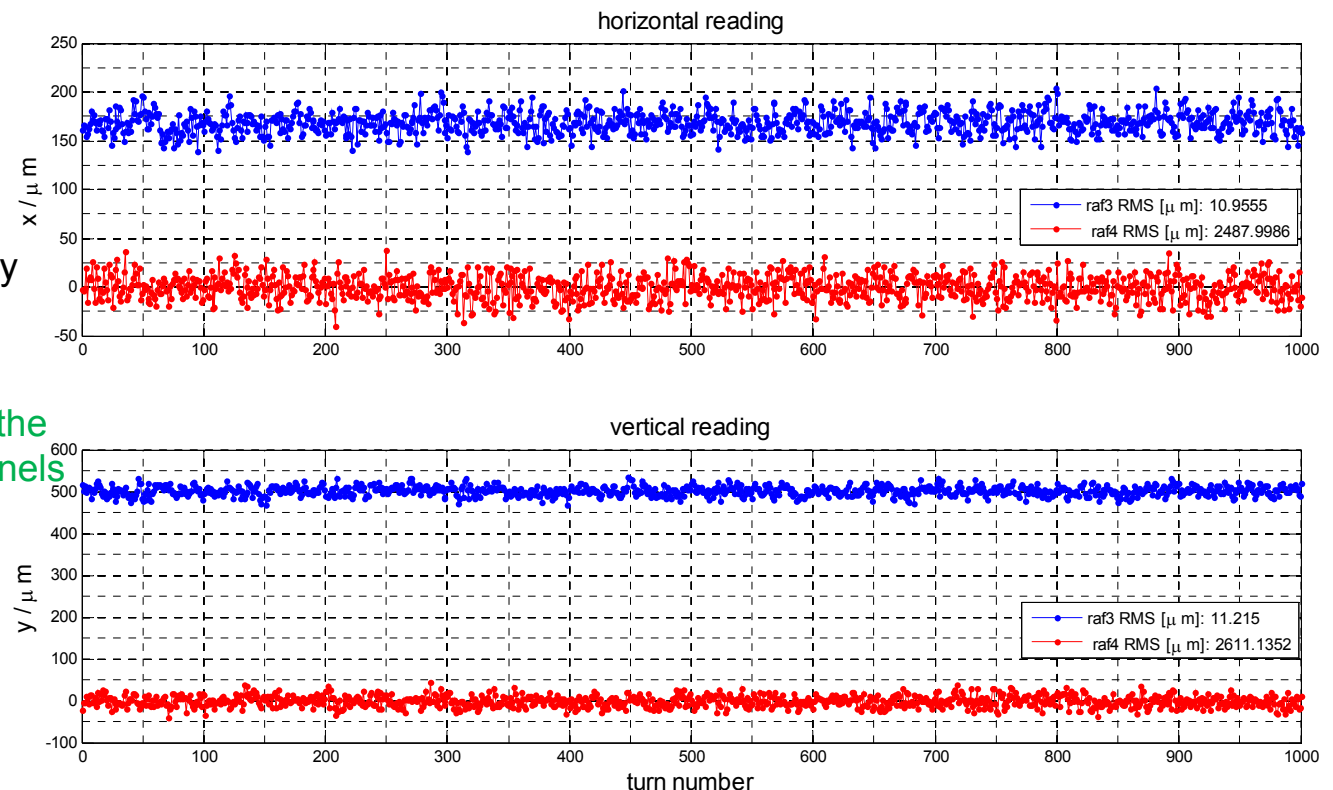 horizontal reading
250
200
150
100
50
0
-50
x / μ m
raf3 RMS [μ m]: 10.9555
raf4 RMS [μ m]: 2487.9986
0 100 200 300 400 500 600 700 800 900 1000
y
the
nels
vertical reading
600
500
400
300
200
100
0
-100
y / μ m
raf3 RMS [μ m]: 11.215
raf4 RMS [μ m]: 2611.1352
0 100 200 300 400 500 600 700 800 900 1000
turn number